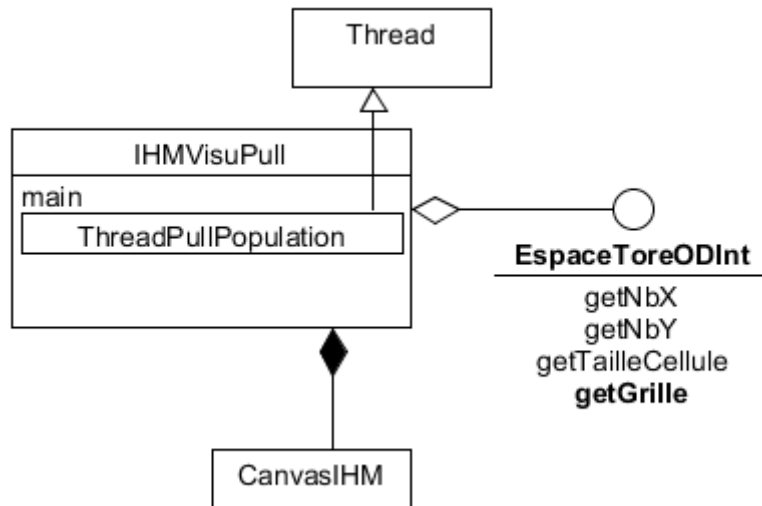 Thread
IHMVisuPull
main
ThreadPullPopulation
EspaceToreODInt
getNbX
getNbY
getTailleCellule
getGrille
CanvasIHM